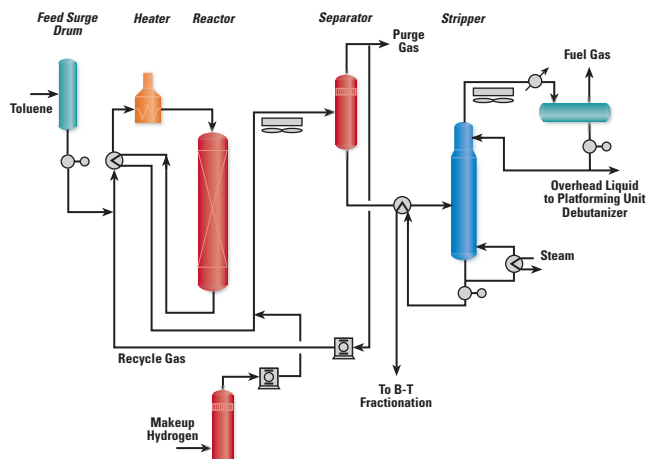 Feed Surge
Drum
Heater
Reactor
Separator
Stripper
Purge
Gas
Fuel Gas
Toluene
Overhead Liquid
to Platforming Unit
Debutanizer
Steam
Recycle Gas
To B-T
Fractionation
Makeup
Hydrogen